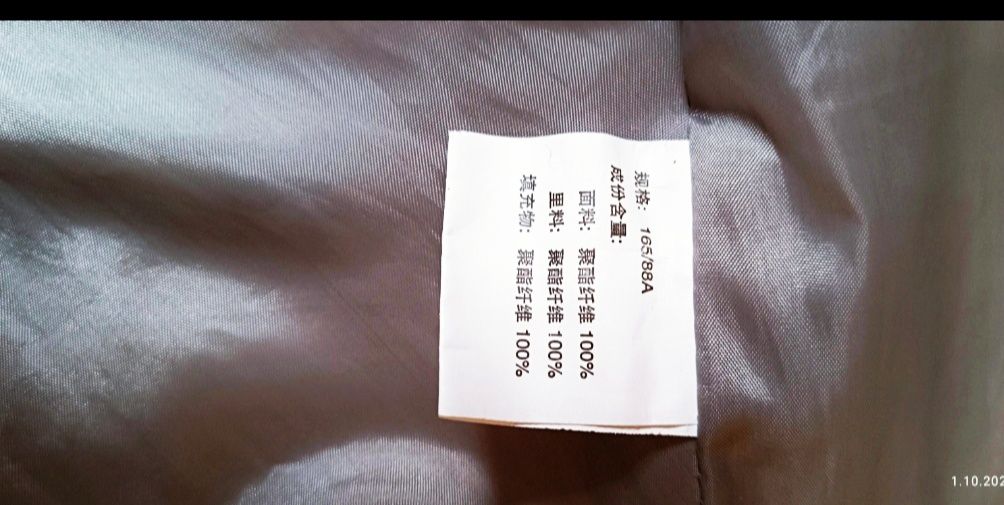 规格: 165/88A
成份含量:
面料: 聚酯纤维 100%
里料: 聚酯纤维 100%
填充物: 聚酯纤维 100%
1.10.202